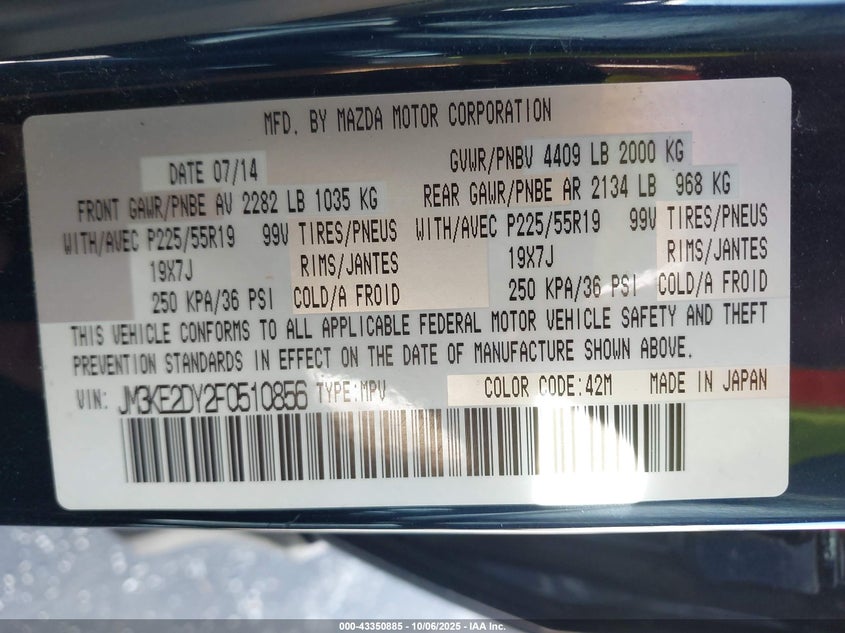 MFD. BY MAZDA MOTOR CORPORATION
DATE 07/14 GVWR/PNBV 4409 LB 2000 KG
FRONT GAWR/PNBE AV 2282 LB 1035 KG REAR GAWR/PNBE AR 2134 LB 968 KG
WITH/AVEC P225/55R19 99V TIRES/PNEUS WITH/AVEC P225/55R19 99V TIRES/PNEUS
19X7J RIMS/JANTES 19X7J RIMS/JANTES
250 KPA/36 PSI COLD/A FROID 250 KPA/36 PSI COLD/A FROID
THIS VEHICLE CONFORMS TO ALL APPLICABLE FEDERAL MOTOR VEHICLE SAFETY AND THEFT
PREVENTION STANDARDS IN EFFECT ON THE DATE OF MANUFACTURE SHOWN ABOVE.
VIN: JM3KE2DY2F0510856 TYPE:MPV COLOR CODE:42M MADE IN JAPAN
000-43350885 - 10/06/2025 - IAA Inc.